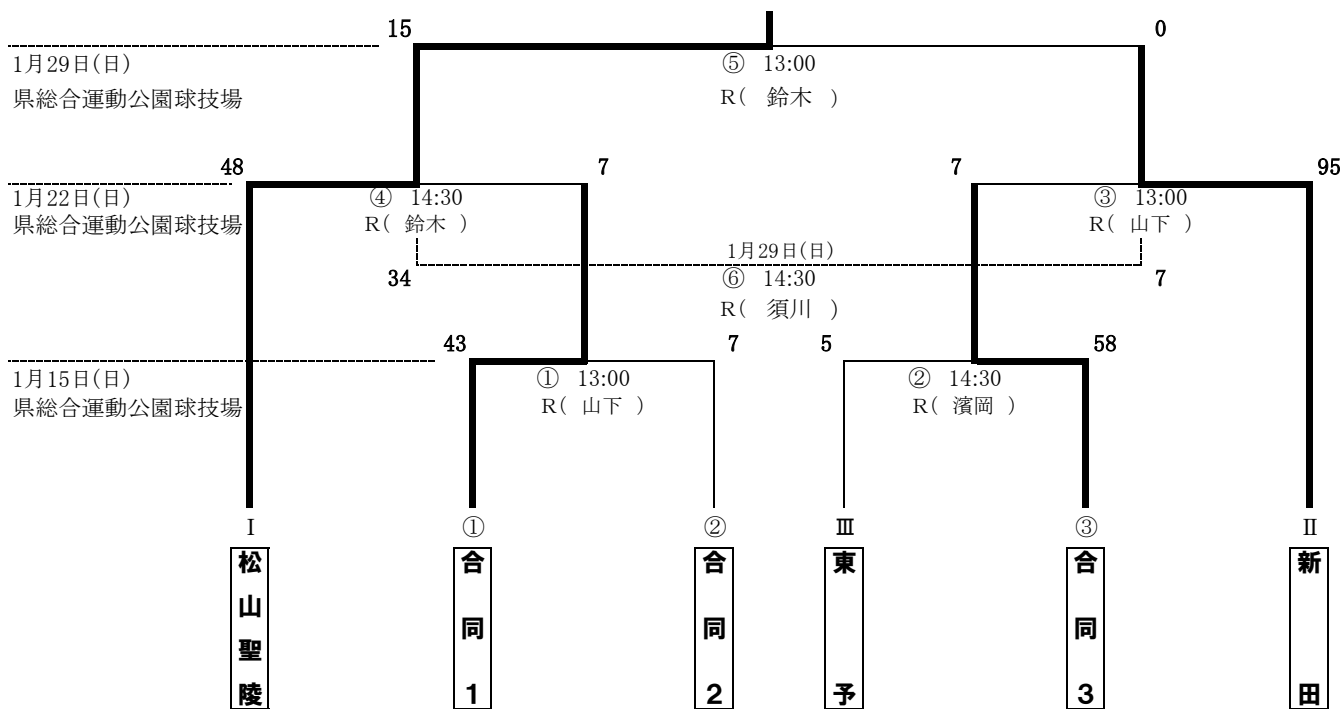 15
0
1月29日(日)
⑤ 13:00
県総合運動公園球技場
R( 鈴木 )
48
7
7
95
1月22日(日)
④ 14:30
③ 13:00
県総合運動公園球技場
R( 鈴木 )
R( 山下 )
1月29日(日)
34
⑥ 14:30
7
R( 須川 )
43
7
5
58
1月15日(日)
① 13:00
② 14:30
県総合運動公園球技場
R( 山下 )
R( 濱岡 )
Ⅰ
①
②
Ⅲ
③
Ⅱ
松山聖陵
合同1
合同2
東予
合同3
新田